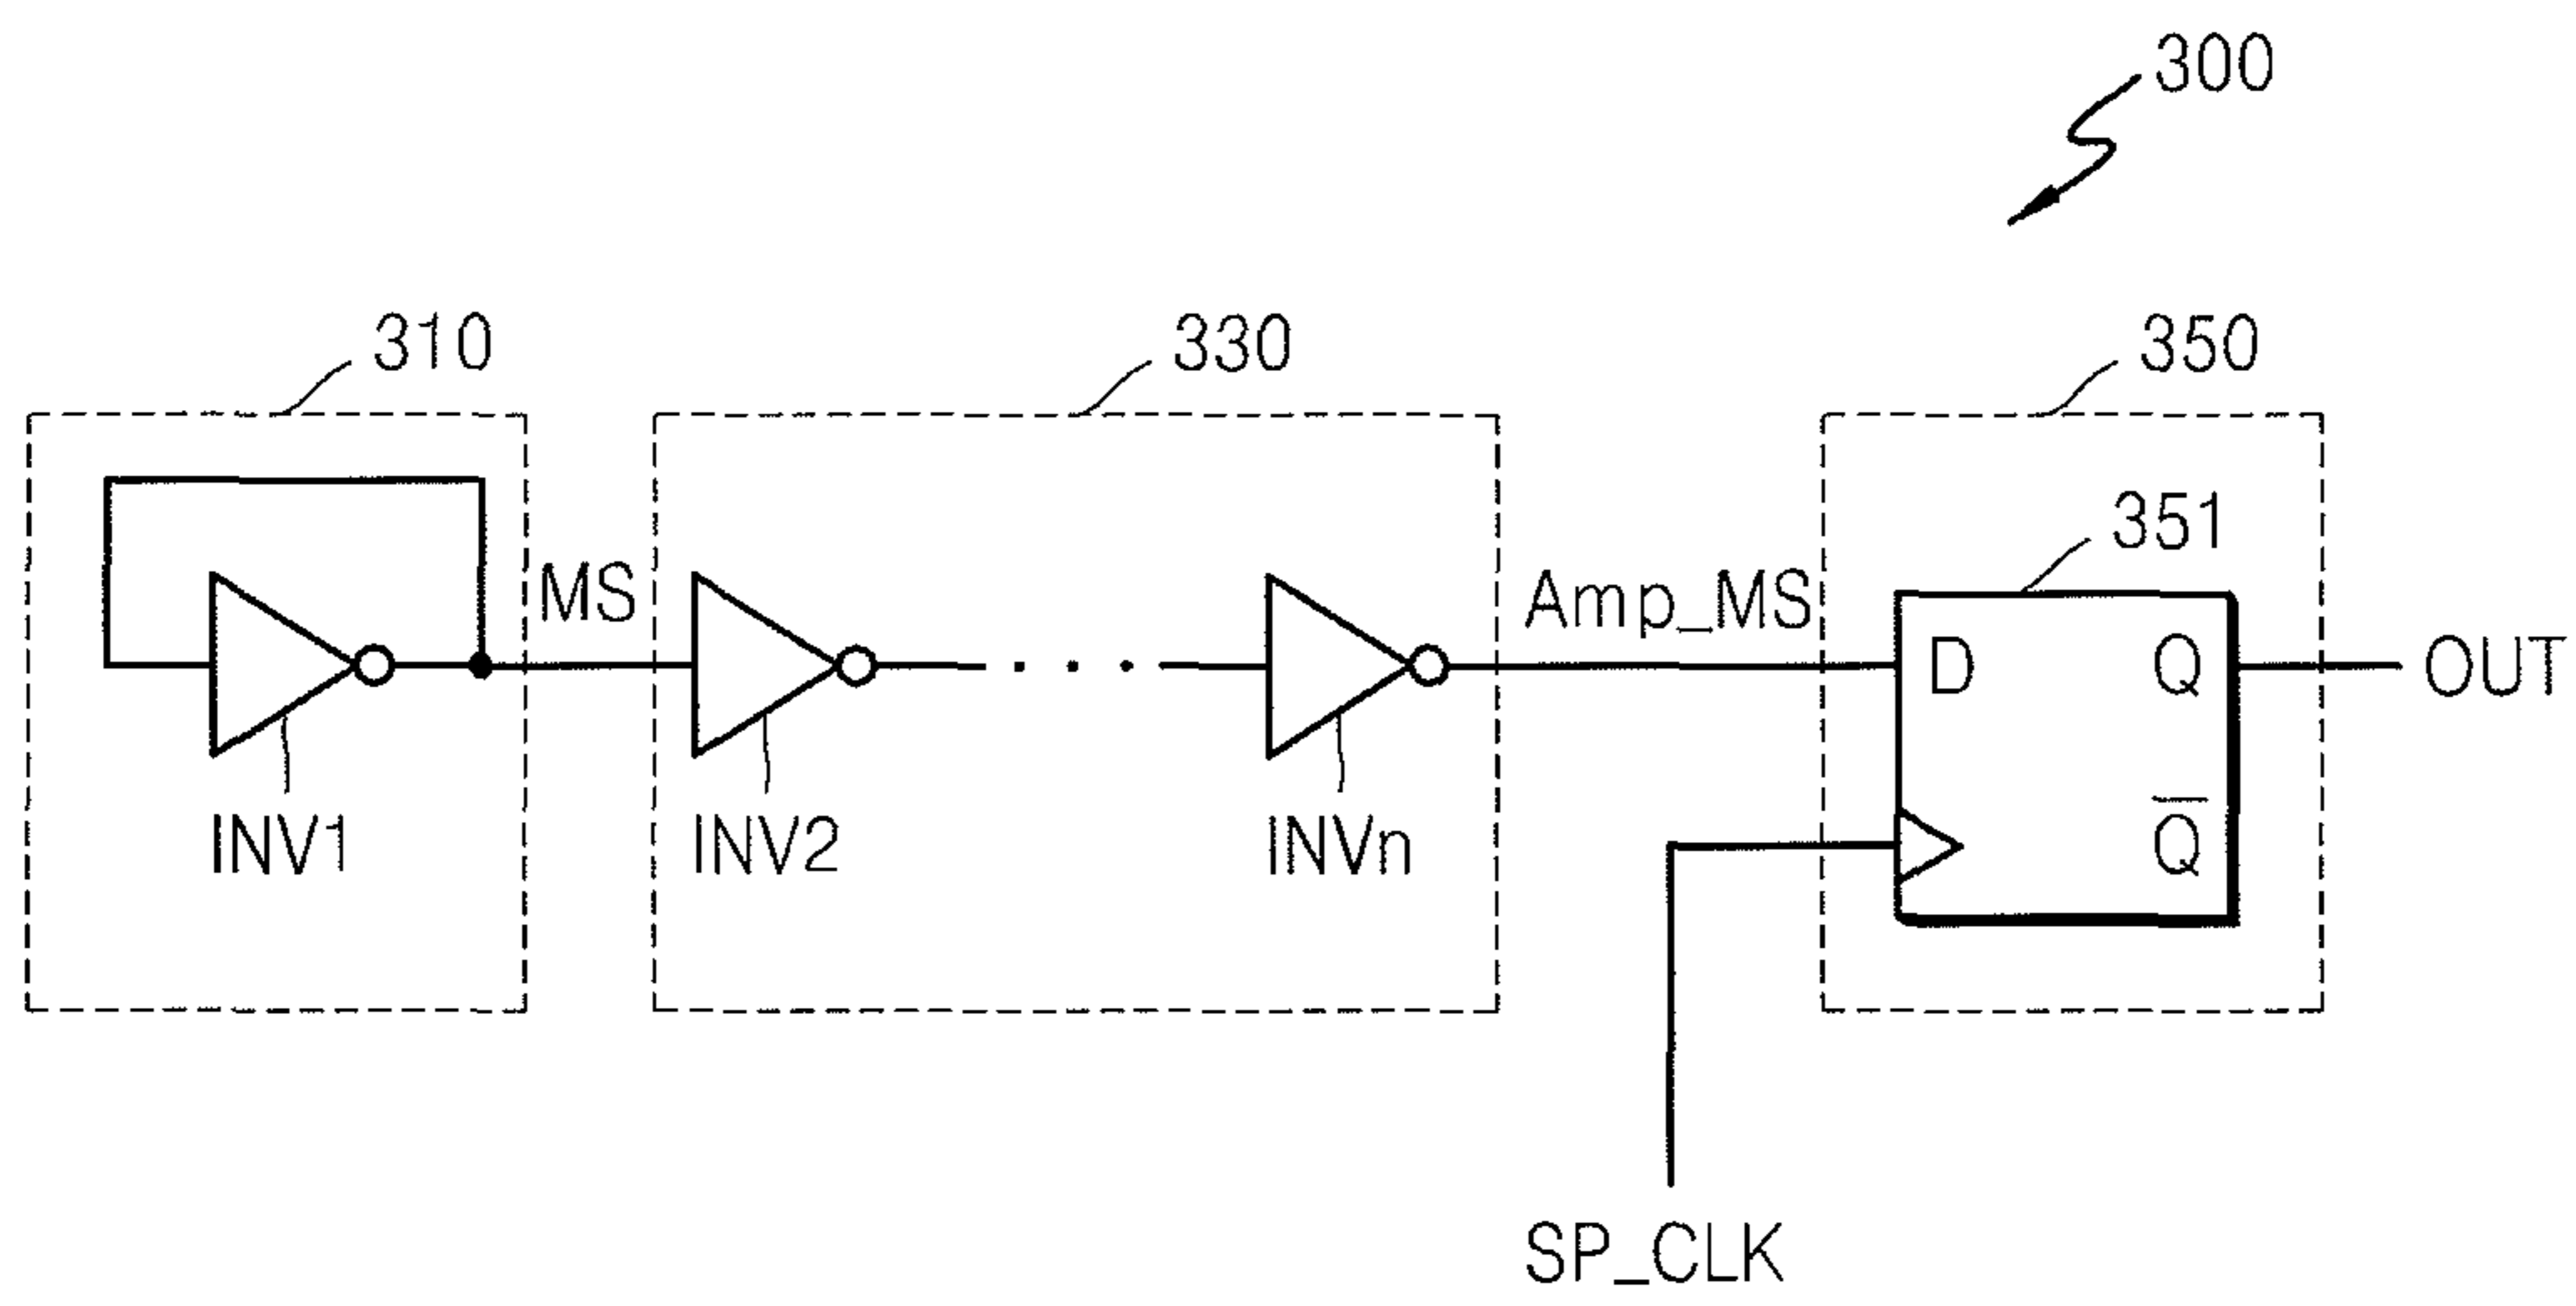 300
310
330
350
351
MS
Amp_MS
D
Q
OUT
INV1
INV2
INVn
Q̅
SP_CLK